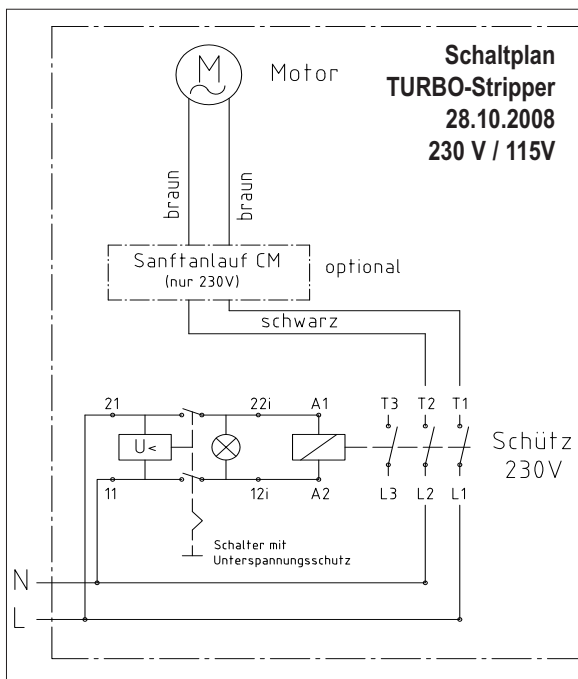 Schaltplan
TURBO-Stripper
28.10.2008
230 V / 115V
M
Motor
braun
braun
Sanftanlauf CM
(nur 230V)
optional
schwarz
21
22i
A1
T3
T2
T1
U<
Schütz
230V
11
12i
A2
L3
L2
L1
Schalter mit
Unterspannungsschutz
N
L